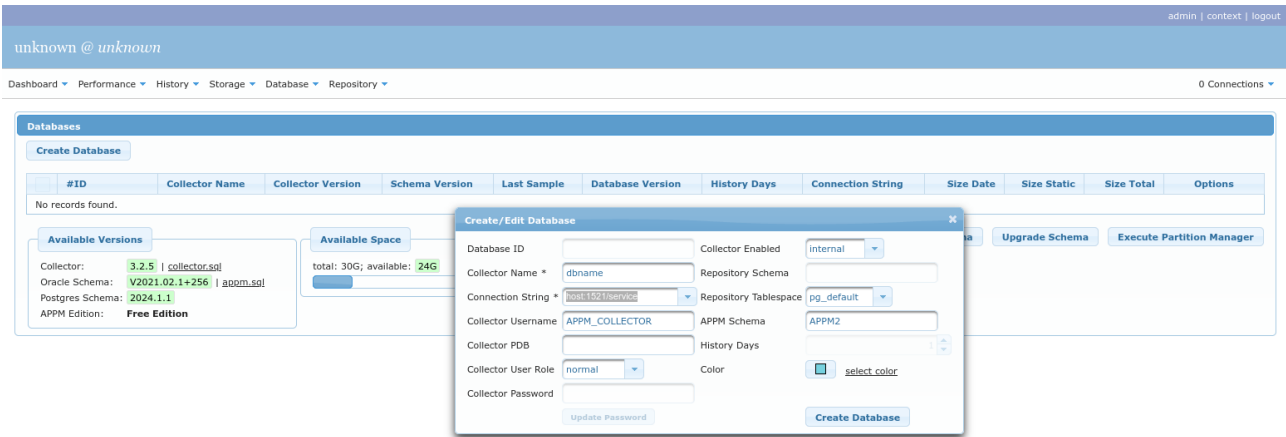 admin | context | logout
unknown @ unknown
Dashboard Performance History Storage Database Repository 0 Connections
Databases
Create Database
#ID Collector Name Collector Version Schema Version Last Sample Database Version History Days Connection String Size Date Size Static Size Total Options
No records found.
Available Versions
Collector: 3.2.5 | collector.sql
Oracle Schema: V2021.02.1+256 | appm.sql
Postgres Schema: 2024.1.1
APPM Edition: Free Edition
Available Space
total: 30G; available: 24G
Upgrade Schema Execute Partition Manager
Create/Edit Database
Database ID Collector Enabled internal
Collector Name * dbname Repository Schema
Connection String * host:1521/service Repository Tablespace pg_default
Collector Username APPM_COLLECTOR APPM Schema APPM2
Collector PDB History Days 1
Collector User Role normal Color select color
Collector Password
Update Password Create Database